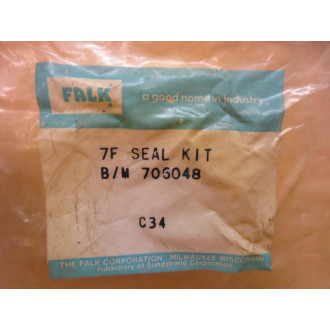 FALK
a good name in industry
7F SEAL KIT
B/M 706048
C34
THE FALK CORPORATION, MILWAUKEE, WISCONSIN
subsidiary of Sundstrand Corporation